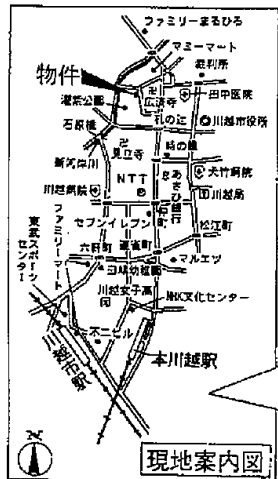 ファミリーまるひろ
マミーマート
裁判所
物件
濯紫公園
広済寺
田中医院
札の辻
川越市役所
石原橋
見立寺
時の鐘
新河岸川
NTT
あさひ銀行
大竹病院
川越病院
川越局
セブンイレブン
仲町
松江町
ファミリーマート
東武スポーツセンター
六軒町
連雀町
マルエツ
川越女子高
NHK文化センター
不二ビル
川越市駅
本川越駅
現地案内図